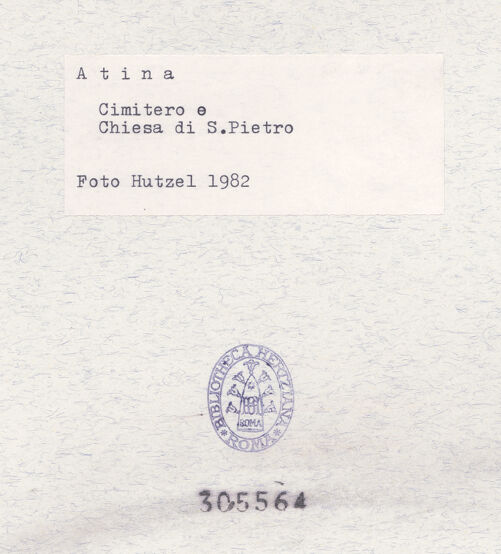 A t i n a
Cimitero e
Chiesa di S.Pietro
Foto Hutzel 1982
BIBLIOTHECA HERTZIANA
* ROMA *
ROMA
305564